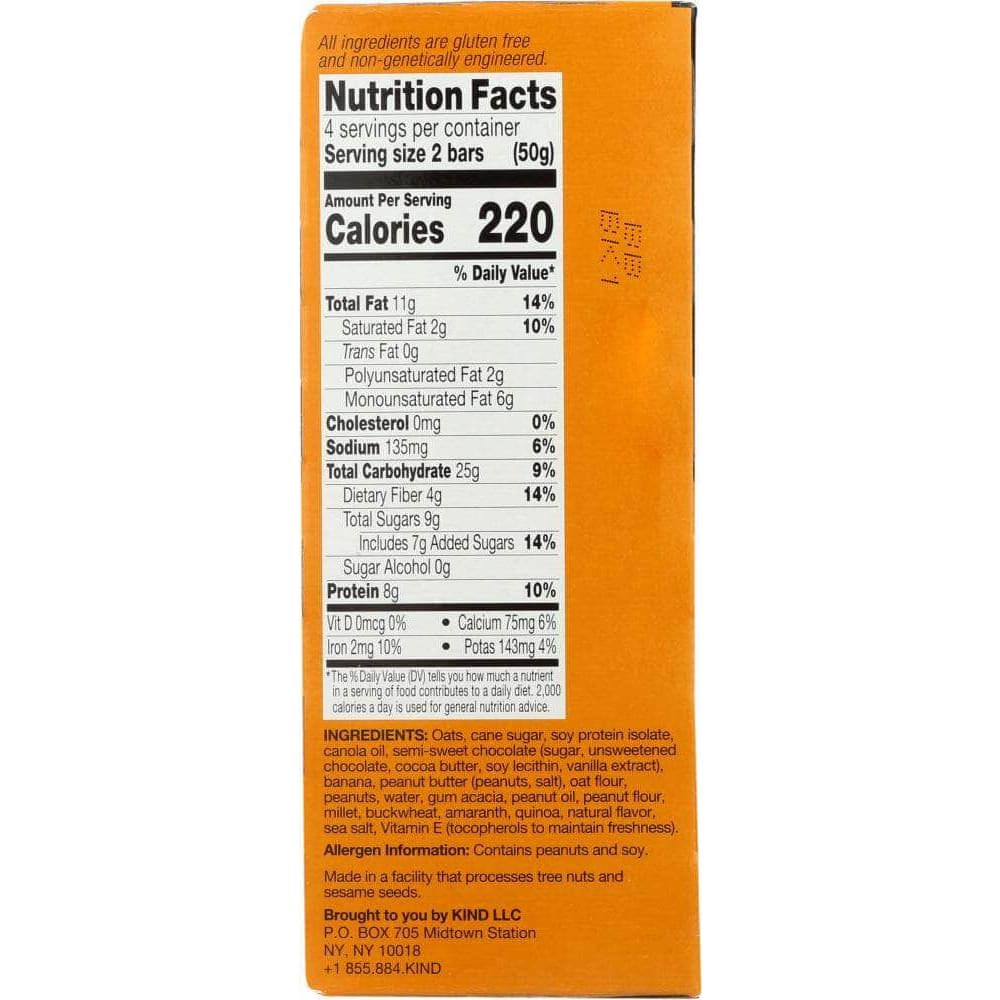 All ingredients are gluten free
and non-genetically engineered.
Nutrition Facts
4 servings per container
Serving size 2 bars (50g)
Amount Per Serving
Calories 220
% Daily Value*
Total Fat 11g 14%
Saturated Fat 2g 10%
Trans Fat 0g
Polyunsaturated Fat 2g
Monounsaturated Fat 6g
Cholesterol 0mg 0%
Sodium 135mg 6%
Total Carbohydrate 25g 9%
Dietary Fiber 4g 14%
Total Sugars 9g
Includes 7g Added Sugars 14%
Sugar Alcohol 0g
Protein 8g 10%
Vit D 0mcg 0% • Calcium 75mg 6%
Iron 2mg 10% • Potas 143mg 4%
*The % Daily Value (DV) tells you how much a nutrient
in a serving of food contributes to a daily diet. 2,000
calories a day is used for general nutrition advice.
INGREDIENTS: Oats, cane sugar, soy protein isolate,
canola oil, semi-sweet chocolate (sugar, unsweetened
chocolate, cocoa butter, soy lecithin, vanilla extract),
banana, peanut butter (peanuts, salt), oat flour,
peanuts, water, gum acacia, peanut oil, peanut flour,
millet, buckwheat, amaranth, quinoa, natural flavor,
sea salt, Vitamin E (tocopherols to maintain freshness).
Allergen Information: Contains peanuts and soy.
Made in a facility that processes tree nuts and
sesame seeds.
Brought to you by KIND LLC
P.O. BOX 705 Midtown Station
NY, NY 10018
+1 855.884.KIND